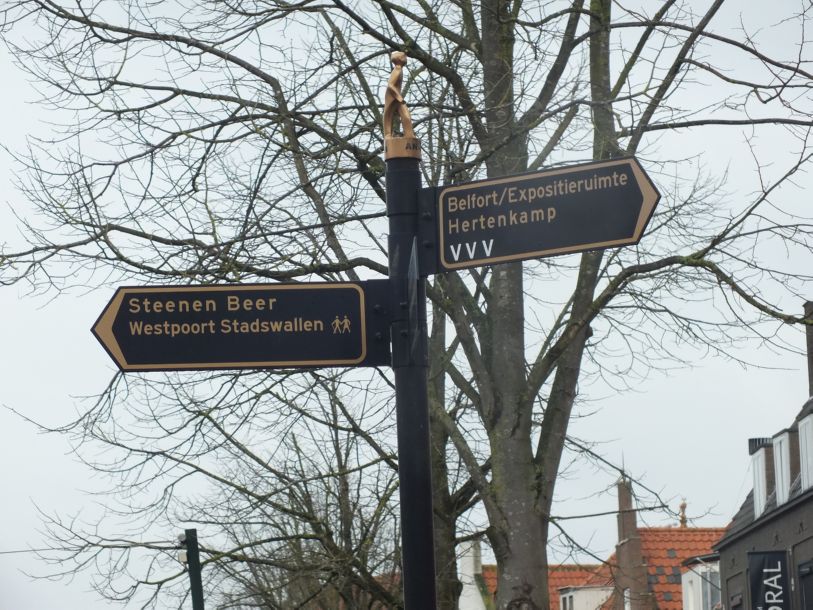 Belfort/Expositieruimte
Hertenkamp
VVV
Steenen Beer
Westpoort Stadswallen